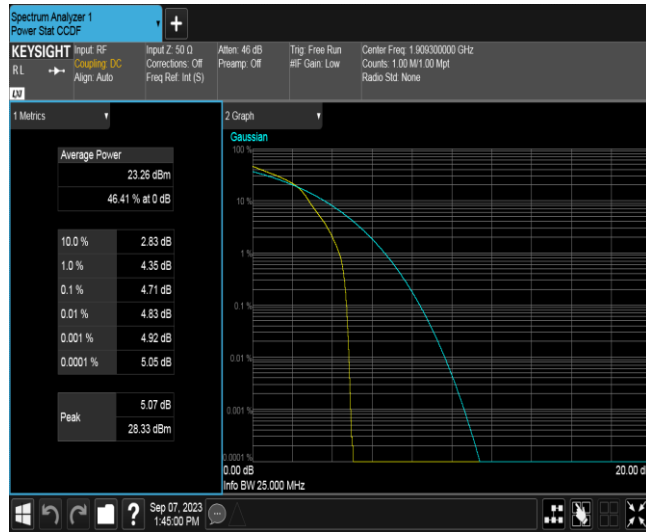 Spectrum Analyzer 1
Power Stat CCDF
+
KEYSIGHT
RL
LXI
Input: RF
Coupling: DC
Align: Auto
Input Z: 50 Ω
Corrections: Off
Freq Ref: Int (S)
Atten: 46 dB
Preamp: Off
Trig: Free Run
#IF Gain: Low
Center Freq: 1.909300000 GHz
Counts: 1.00 M/1.00 Mpt
Radio Std: None
1 Metrics
Average Power
23.26 dBm
46.41 % at 0 dB
10.0 % 2.83 dB
1.0 % 4.35 dB
0.1 % 4.71 dB
0.01 % 4.83 dB
0.001 % 4.92 dB
0.0001 % 5.05 dB
Peak
5.07 dB
28.33 dBm
2 Graph
Gaussian
100 %
10 %
1 %
0.1 %
0.01 %
0.001 %
0.0001 %
0.00 dB
20.00 d
Info BW 25.000 MHz
?
Sep 07, 2023
1:45:00 PM